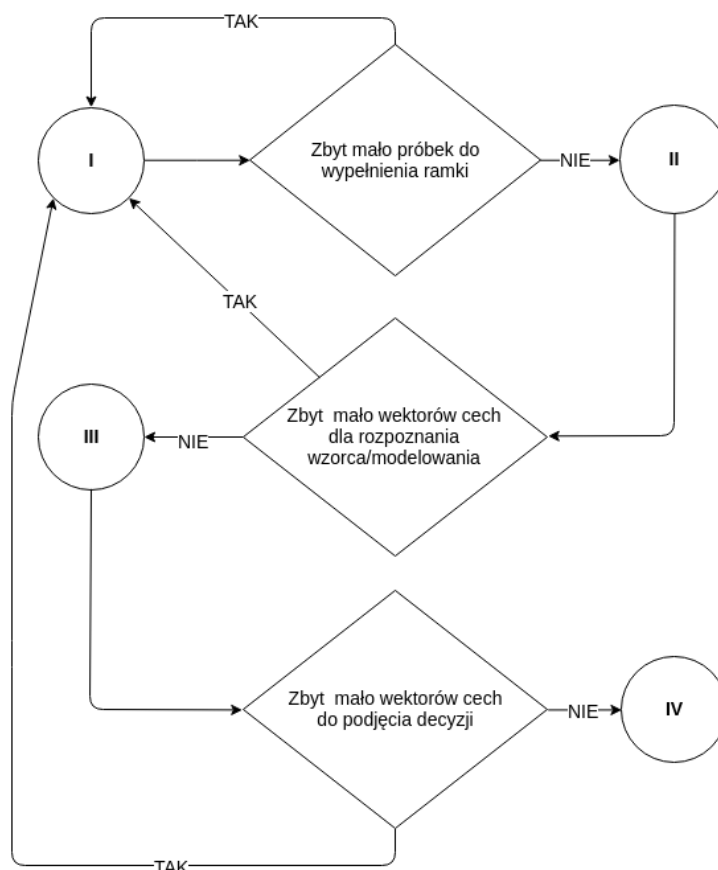 TAK
I
Zbyt mało próbek do
wypełnienia ramki
NIE
II
TAK
III
NIE
Zbyt  mało wektorów cech
dla rozpoznania
wzorca/modelowania
Zbyt  mało wektorów cech
do podjęcia decyzji
NIE
IV
TAK